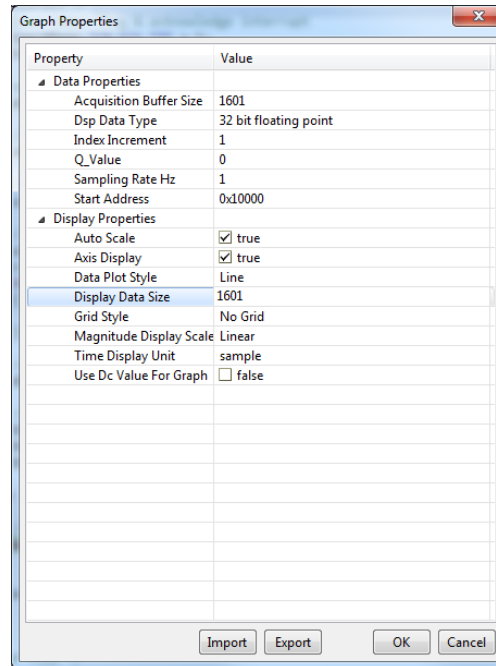 Graph Properties
Property Value
Data Properties
Acquisition Buffer Size 1601
Dsp Data Type 32 bit floating point
Index Increment 1
Q_Value 0
Sampling Rate Hz 1
Start Address 0x10000
Display Properties
Auto Scale true
Axis Display true
Data Plot Style Line
Display Data Size 1601
Grid Style No Grid
Magnitude Display Scale Linear
Time Display Unit sample
Use Dc Value For Graph false
Import Export OK Cancel